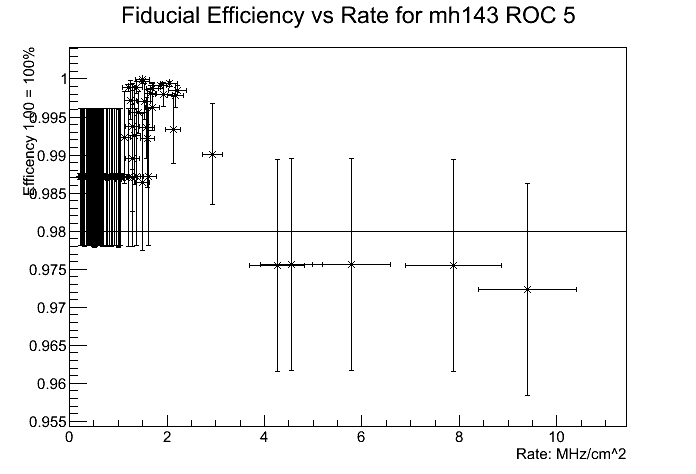 Fiducial Efficiency vs Rate for mh143 ROC 5
Efficency 1.00 = 100%
1
0.995
0.99
0.985
0.98
0.975
0.97
0.965
0.96
0.955
0 2 4 6 8 10
Rate: MHz/cm^2